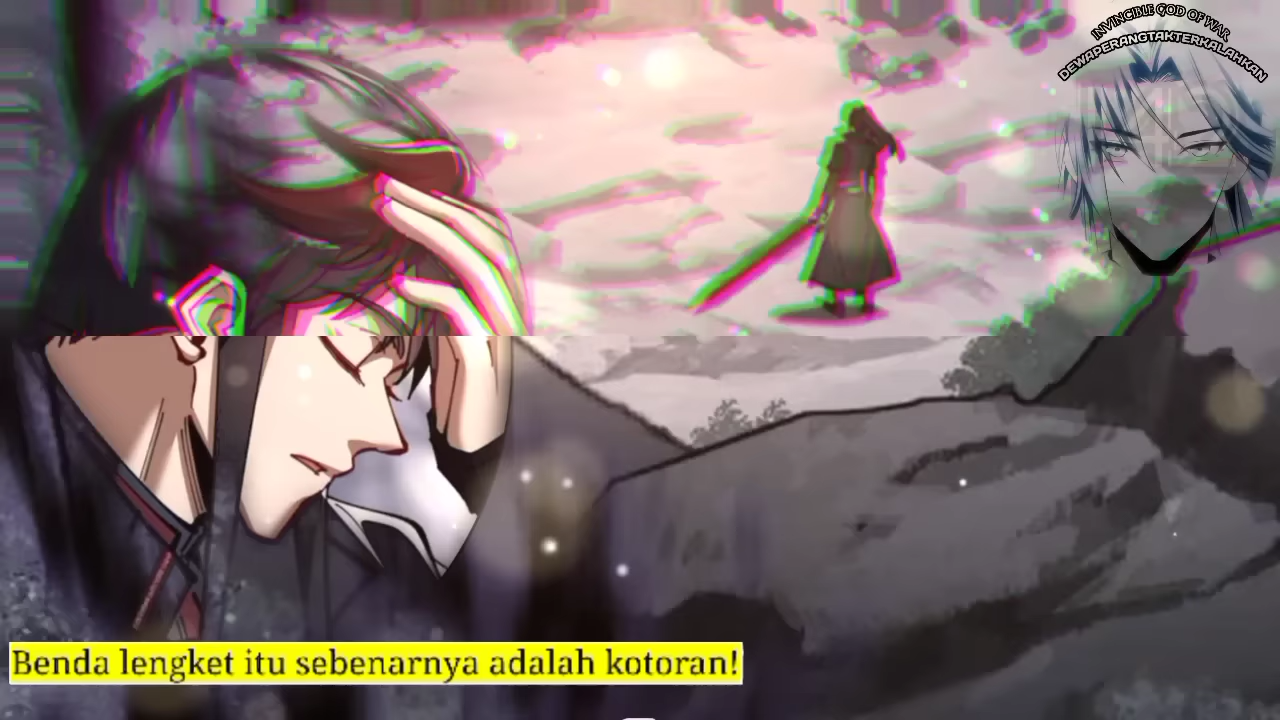 INVINCIBLE GOD OF WAR
DEWAPERANGTAKTERKALAHKAN
Benda lengket itu sebenarnya adalah kotoran!